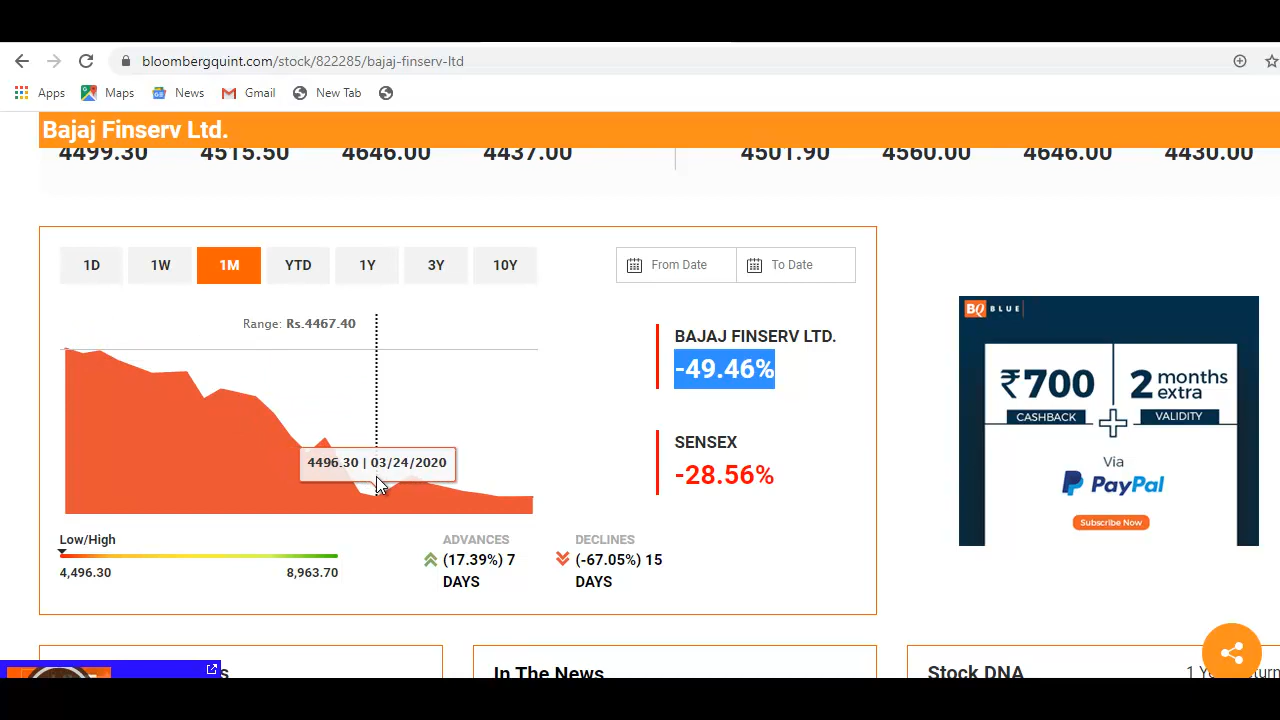 bloombergquint.com/stock/822285/bajaj-finserv-ltd
Apps Maps News Gmail New Tab
Bajaj Finserv Ltd.
4499.30 4515.50 4646.00 4437.00 4501.90 4560.00 4646.00 4430.00
1D 1W 1M YTD 1Y 3Y 10Y From Date To Date
Range: Rs.4467.40
BAJAJ FINSERV LTD.
-49.46%
4496.30 | 03/24/2020
SENSEX
-28.56%
Low/High
4,496.30 8,963.70
ADVANCES
(17.39%) 7
DAYS
DECLINES
(-67.05%) 15
DAYS
BQ BLUE
₹700
CASHBACK
2 months
extra
VALIDITY
Via
PayPal
Subscribe Now
In The News
Stock DNA